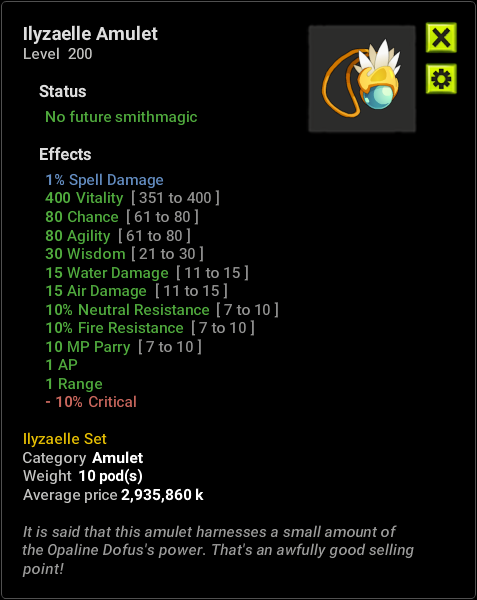 Ilyzaelle Amulet
Level 200
Status
No future smithmagic
Effects
1% Spell Damage
400 Vitality [ 351 to 400 ]
80 Chance [ 61 to 80 ]
80 Agility [ 61 to 80 ]
30 Wisdom [ 21 to 30 ]
15 Water Damage [ 11 to 15 ]
15 Air Damage [ 11 to 15 ]
10% Neutral Resistance [ 7 to 10 ]
10% Fire Resistance [ 7 to 10 ]
10 MP Parry [ 7 to 10 ]
1 AP
1 Range
- 10% Critical
Ilyzaelle Set
Category Amulet
Weight 10 pod(s)
Average price 2,935,860 k
It is said that this amulet harnesses a small amount of
the Opaline Dofus's power. That's an awfully good selling
point!